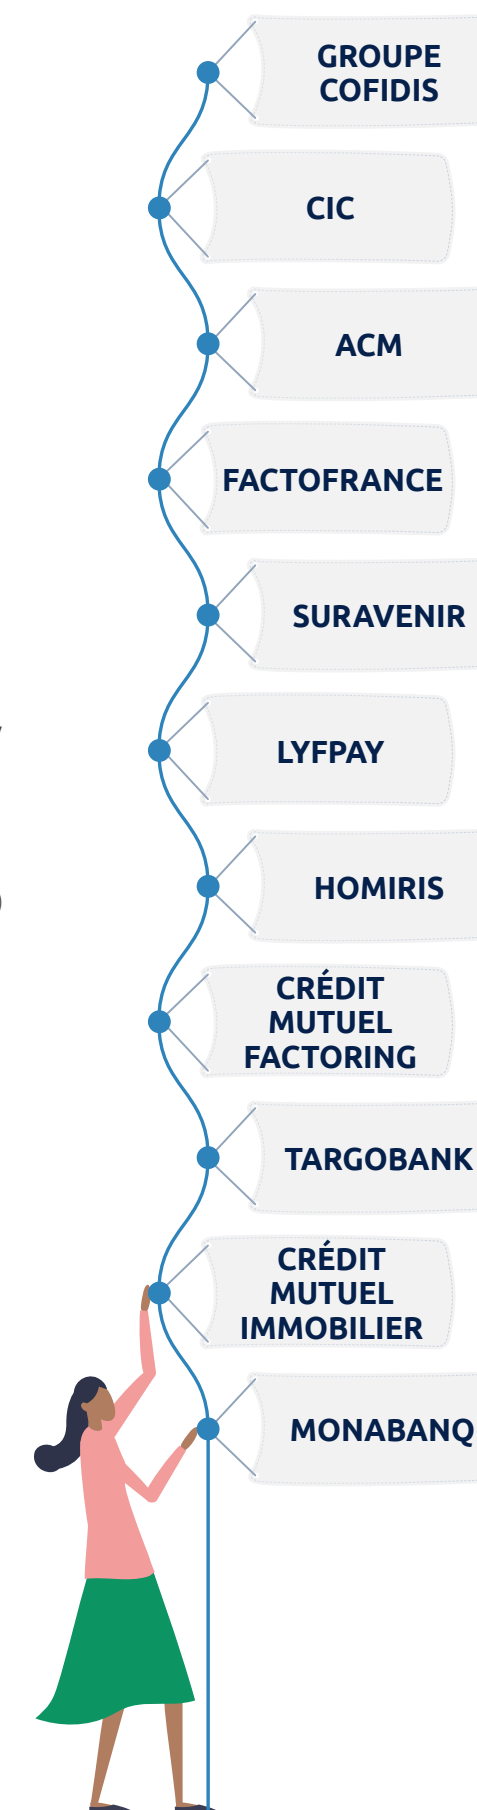 GROUPE
COFIDIS
CIC
ACM
FACTOFRANCE
SURAVENIR
LYFPAY
HOMIRIS
CRÉDIT
MUTUEL
FACTORING
TARGOBANK
CRÉDIT
MUTUEL
IMMOBILIER
MONABANQ